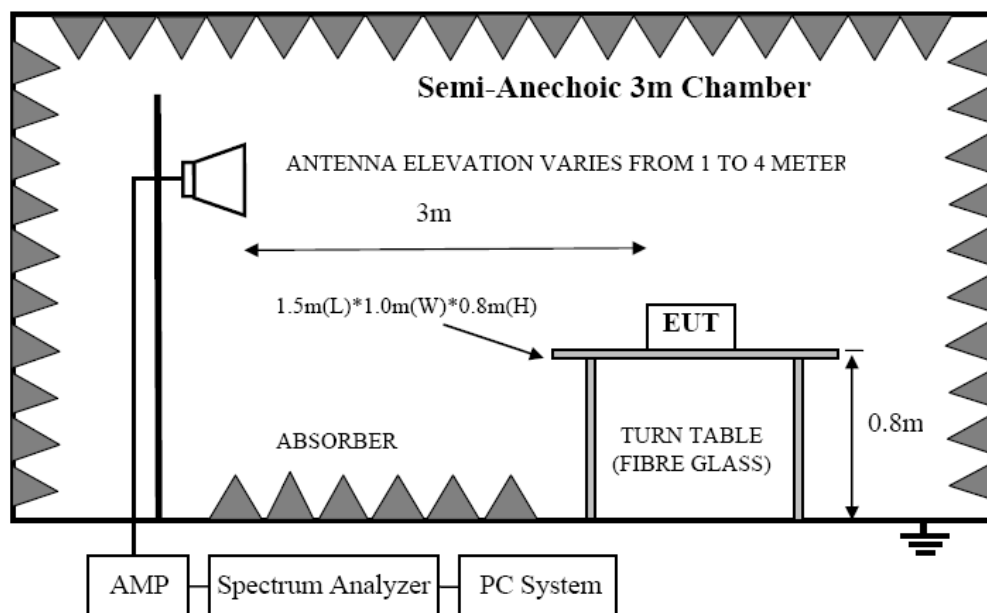 Semi-Anechoic 3m Chamber
ANTENNA ELEVATION VARIES FROM 1 TO 4 METER
3m
1.5m(L)*1.0m(W)*0.8m(H)
EUT
0.8m
ABSORBER
TURN TABLE
(FIBRE GLASS)
AMP
Spectrum Analyzer
PC System